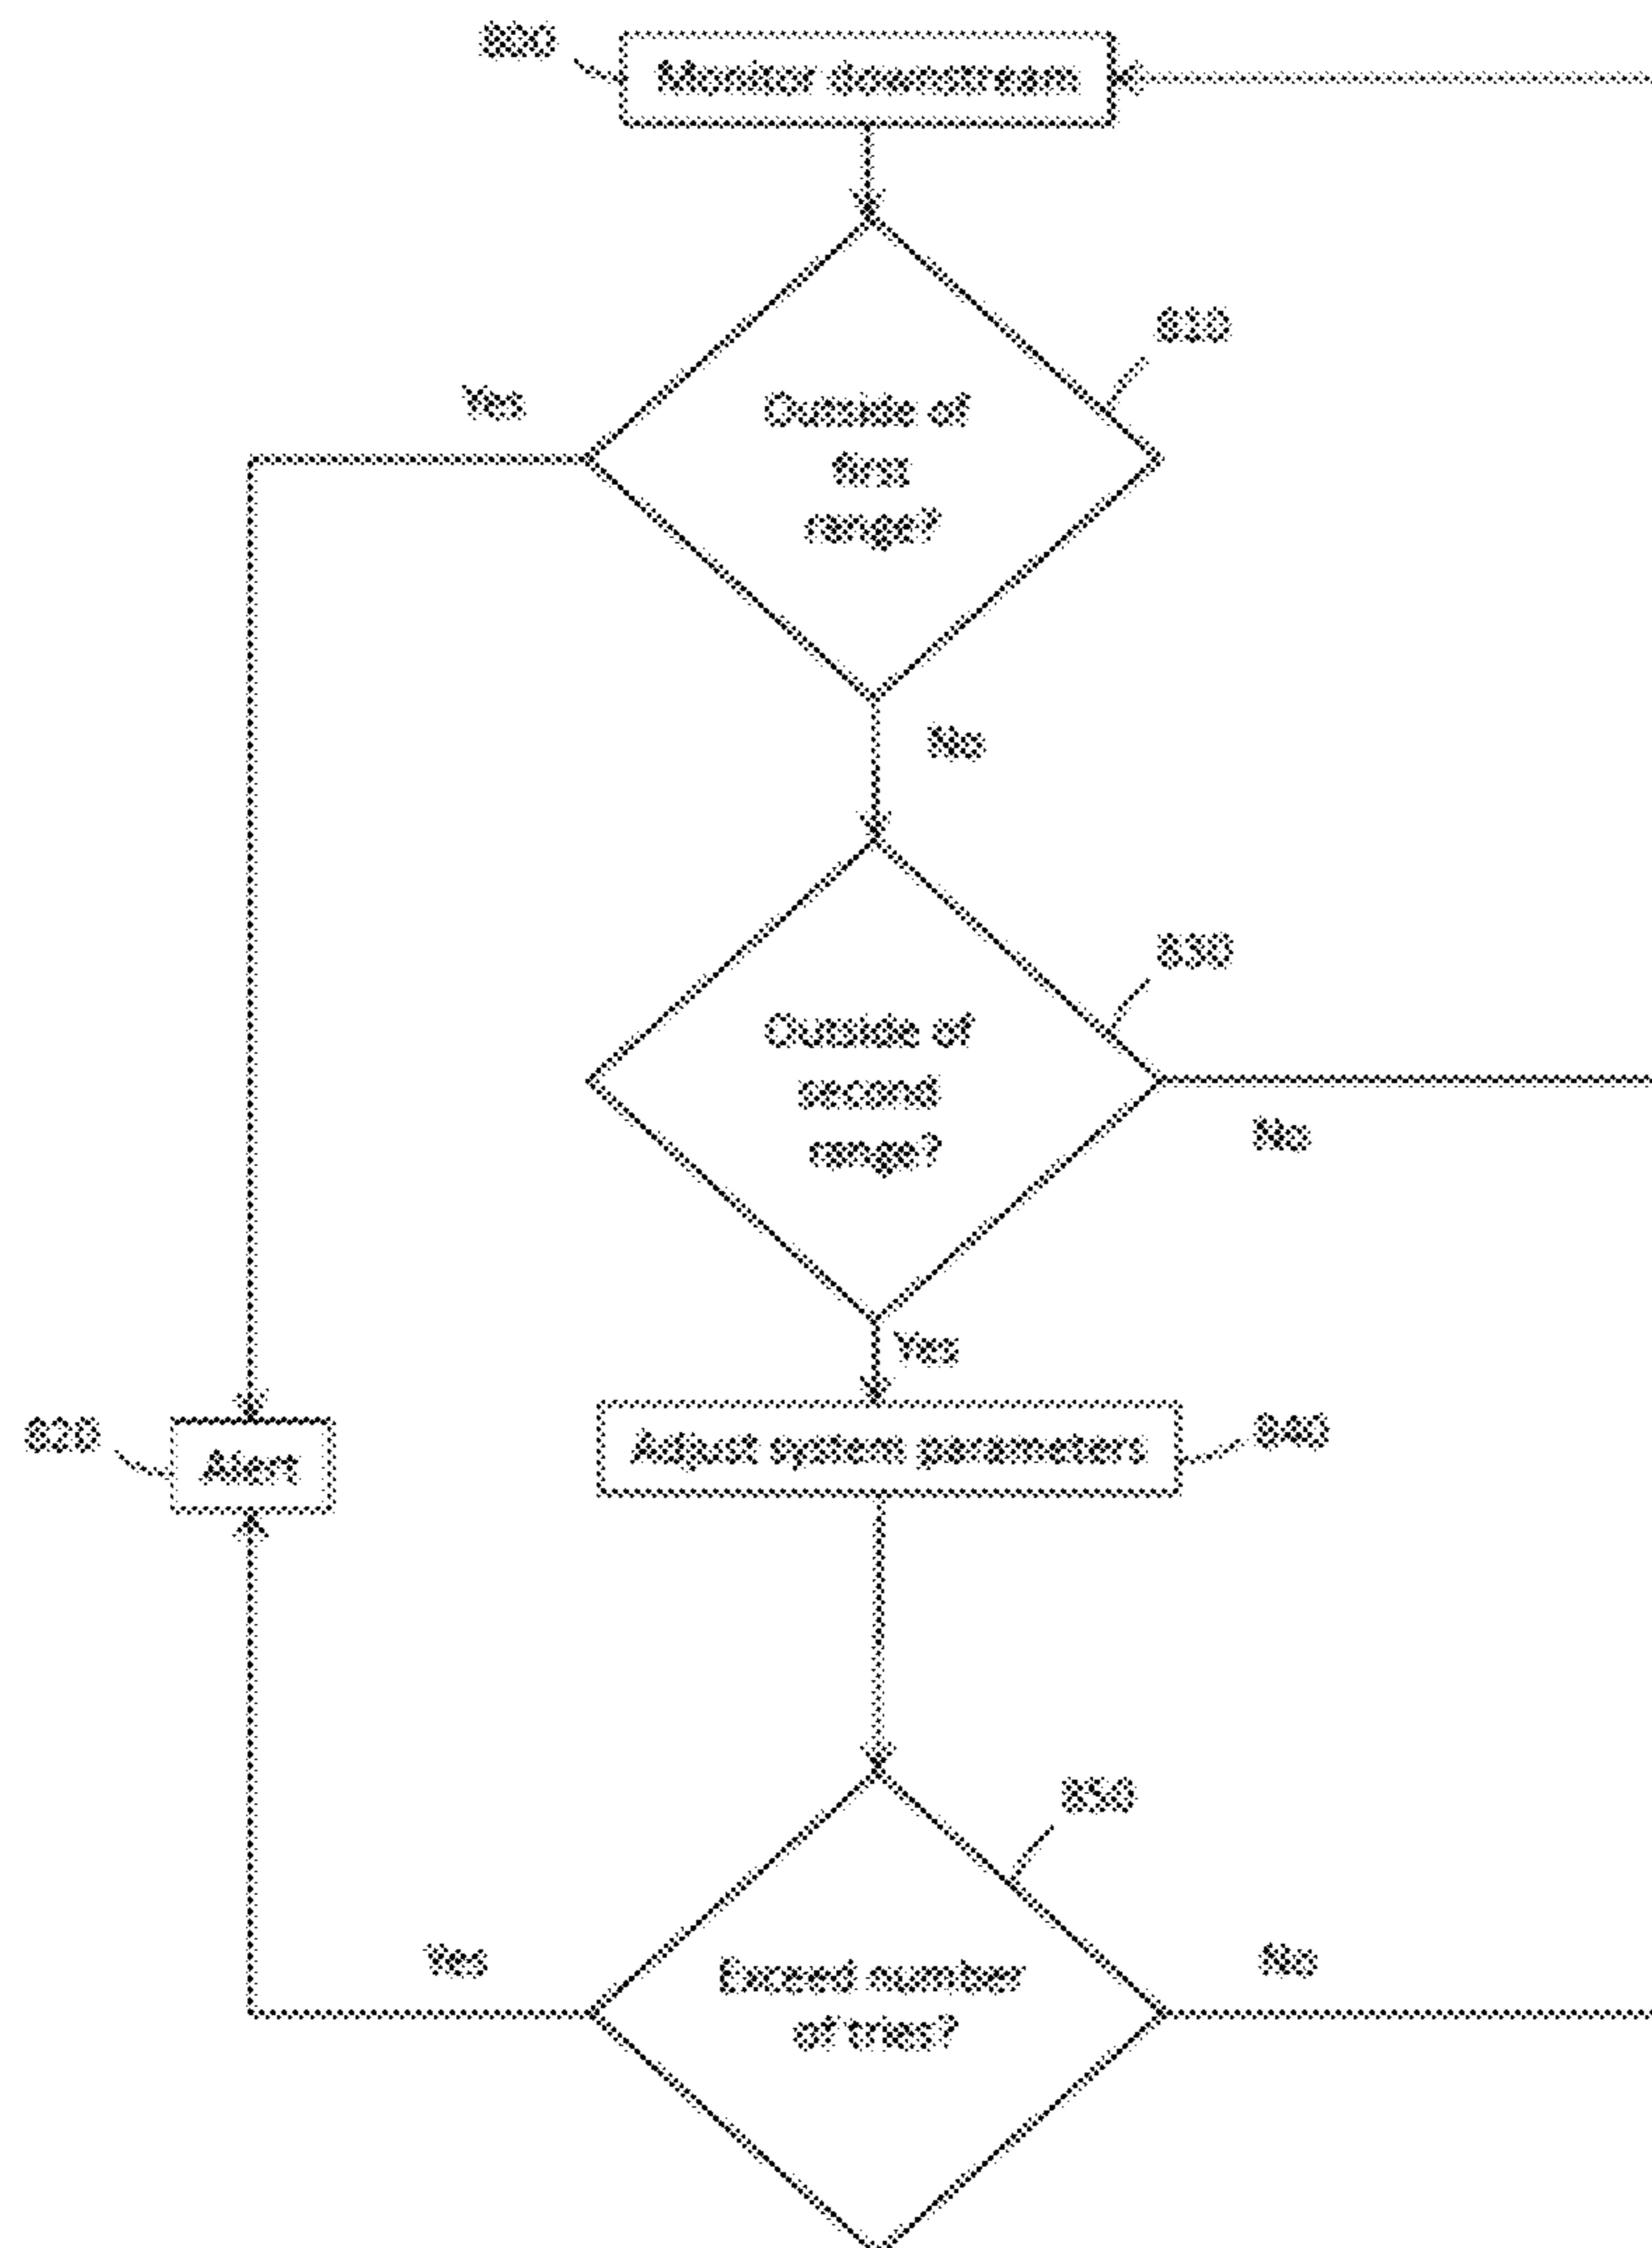 800
Monitor downstream
810
Yes
Outside of
first
range?
No
830
Outside of
second
range?
No
Yes
820
Alert
Adjust system parameters
840
850
Yes
Exceed number
of tries?
No